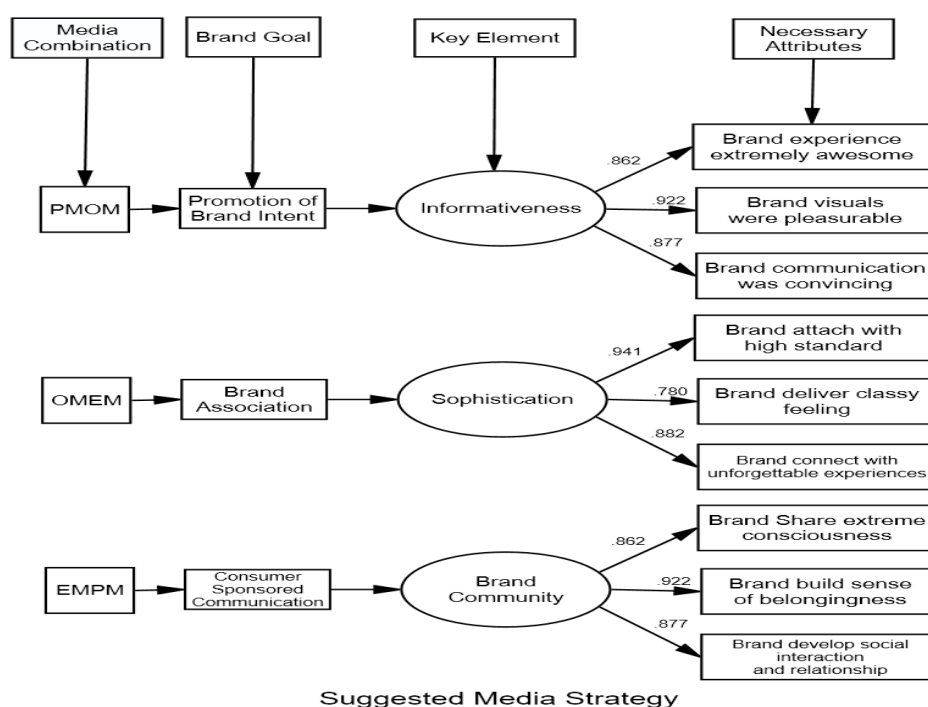 Media
Combination
Brand Goal
Key Element
Necessary
Attributes
PMOM
Promotion of
Brand Intent
Informativeness
.862
Brand experience
extremely awesome
.922
Brand visuals
were pleasurable
.877
Brand communication
was convincing
OMEM
Brand
Association
Sophistication
.941
Brand attach with
high standard
.780
Brand deliver classy
feeling
.882
Brand connect with
unforgettable experiences
EMPM
Consumer
Sponsored
Communication
Brand
Community
.862
Brand Share extreme
consciousness
.922
Brand build sense
of belongingness
.877
Brand develop social
interaction
and relationship
Suggested Media Strategy